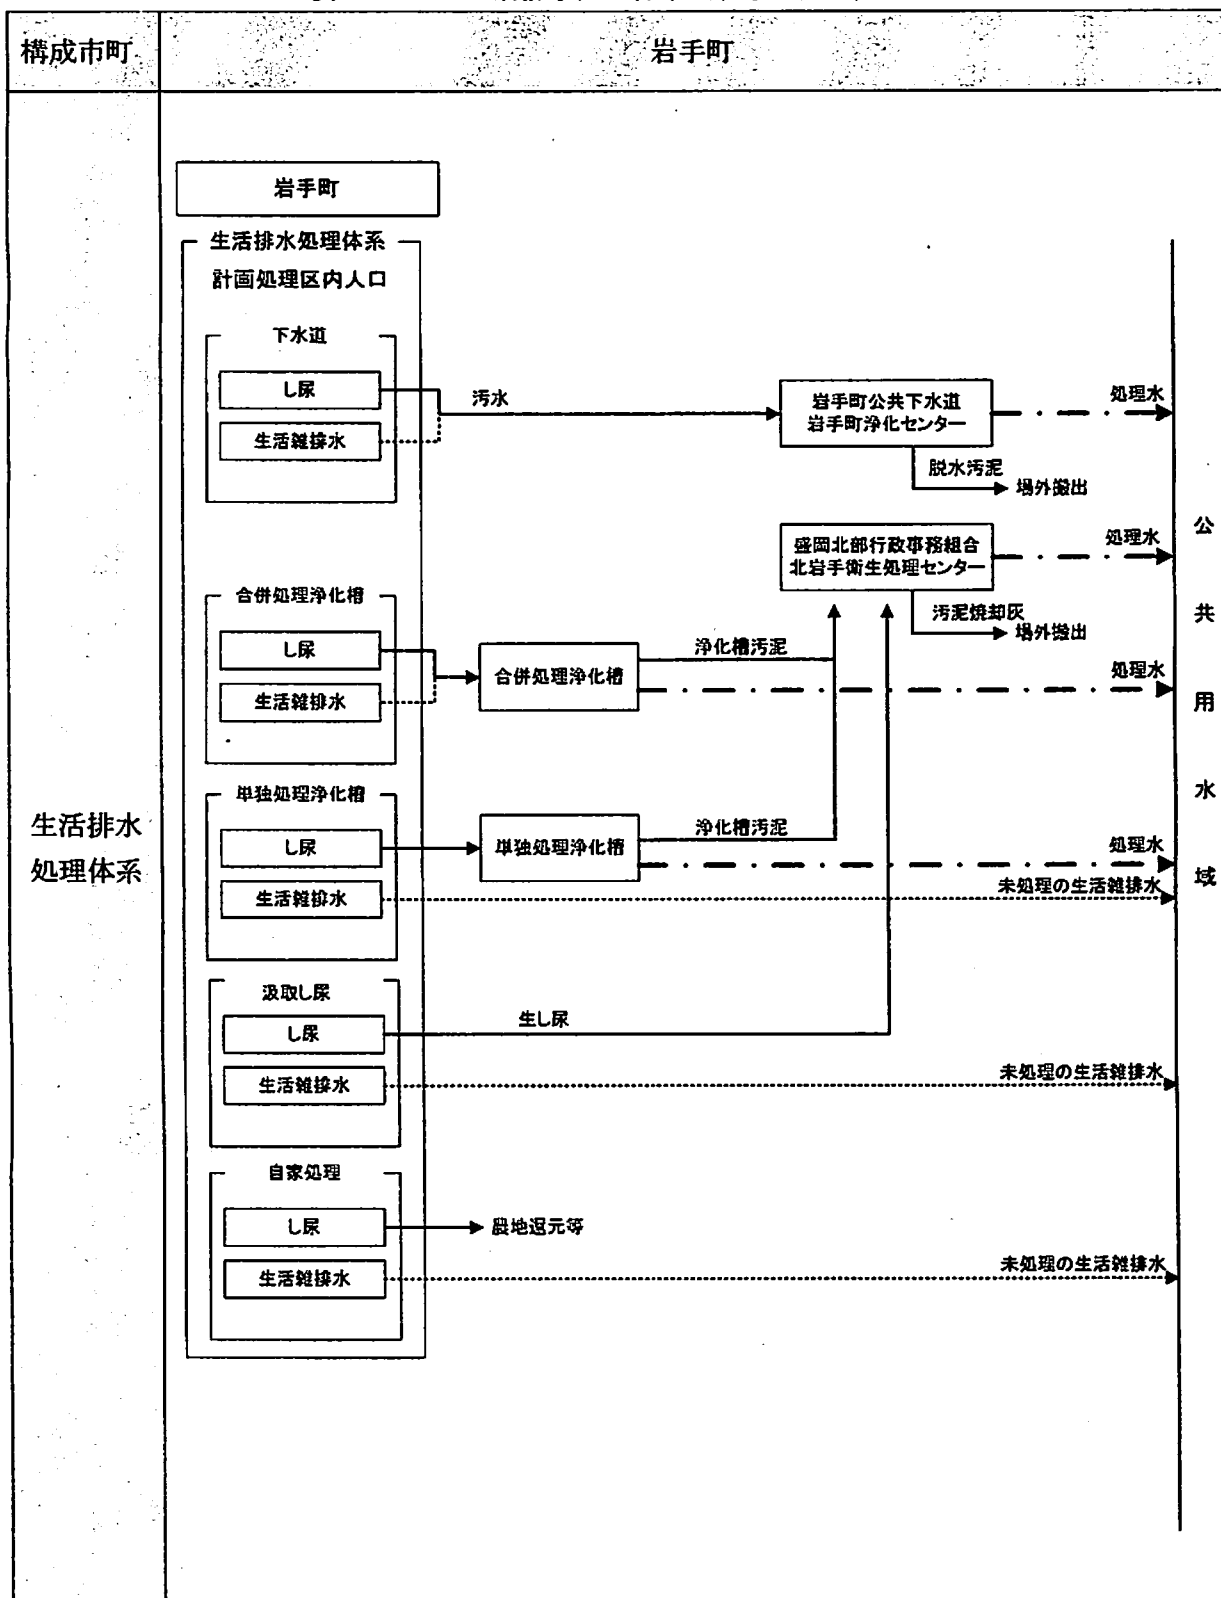 構成市町
岩手町
岩手町
生活排水処理体系
計画処理区内人口
下水道
し尿
生活雑排水
汚水
岩手町公共下水道
岩手町浄化センター
処理水
脱水汚泥
場外搬出
盛岡北部行政事務組合
北岩手衛生処理センター
処理水
汚泥焼却灰
場外搬出
合併処理浄化槽
し尿
生活雑排水
合併処理浄化槽
浄化槽汚泥
処理水
単独処理浄化槽
し尿
生活雑排水
単独処理浄化槽
浄化槽汚泥
処理水
未処理の生活雑排水
汲取し尿
し尿
生活雑排水
生し尿
未処理の生活雑排水
自家処理
し尿
生活雑排水
農地還元等
未処理の生活雑排水
公共用水域
生活排水
処理体系